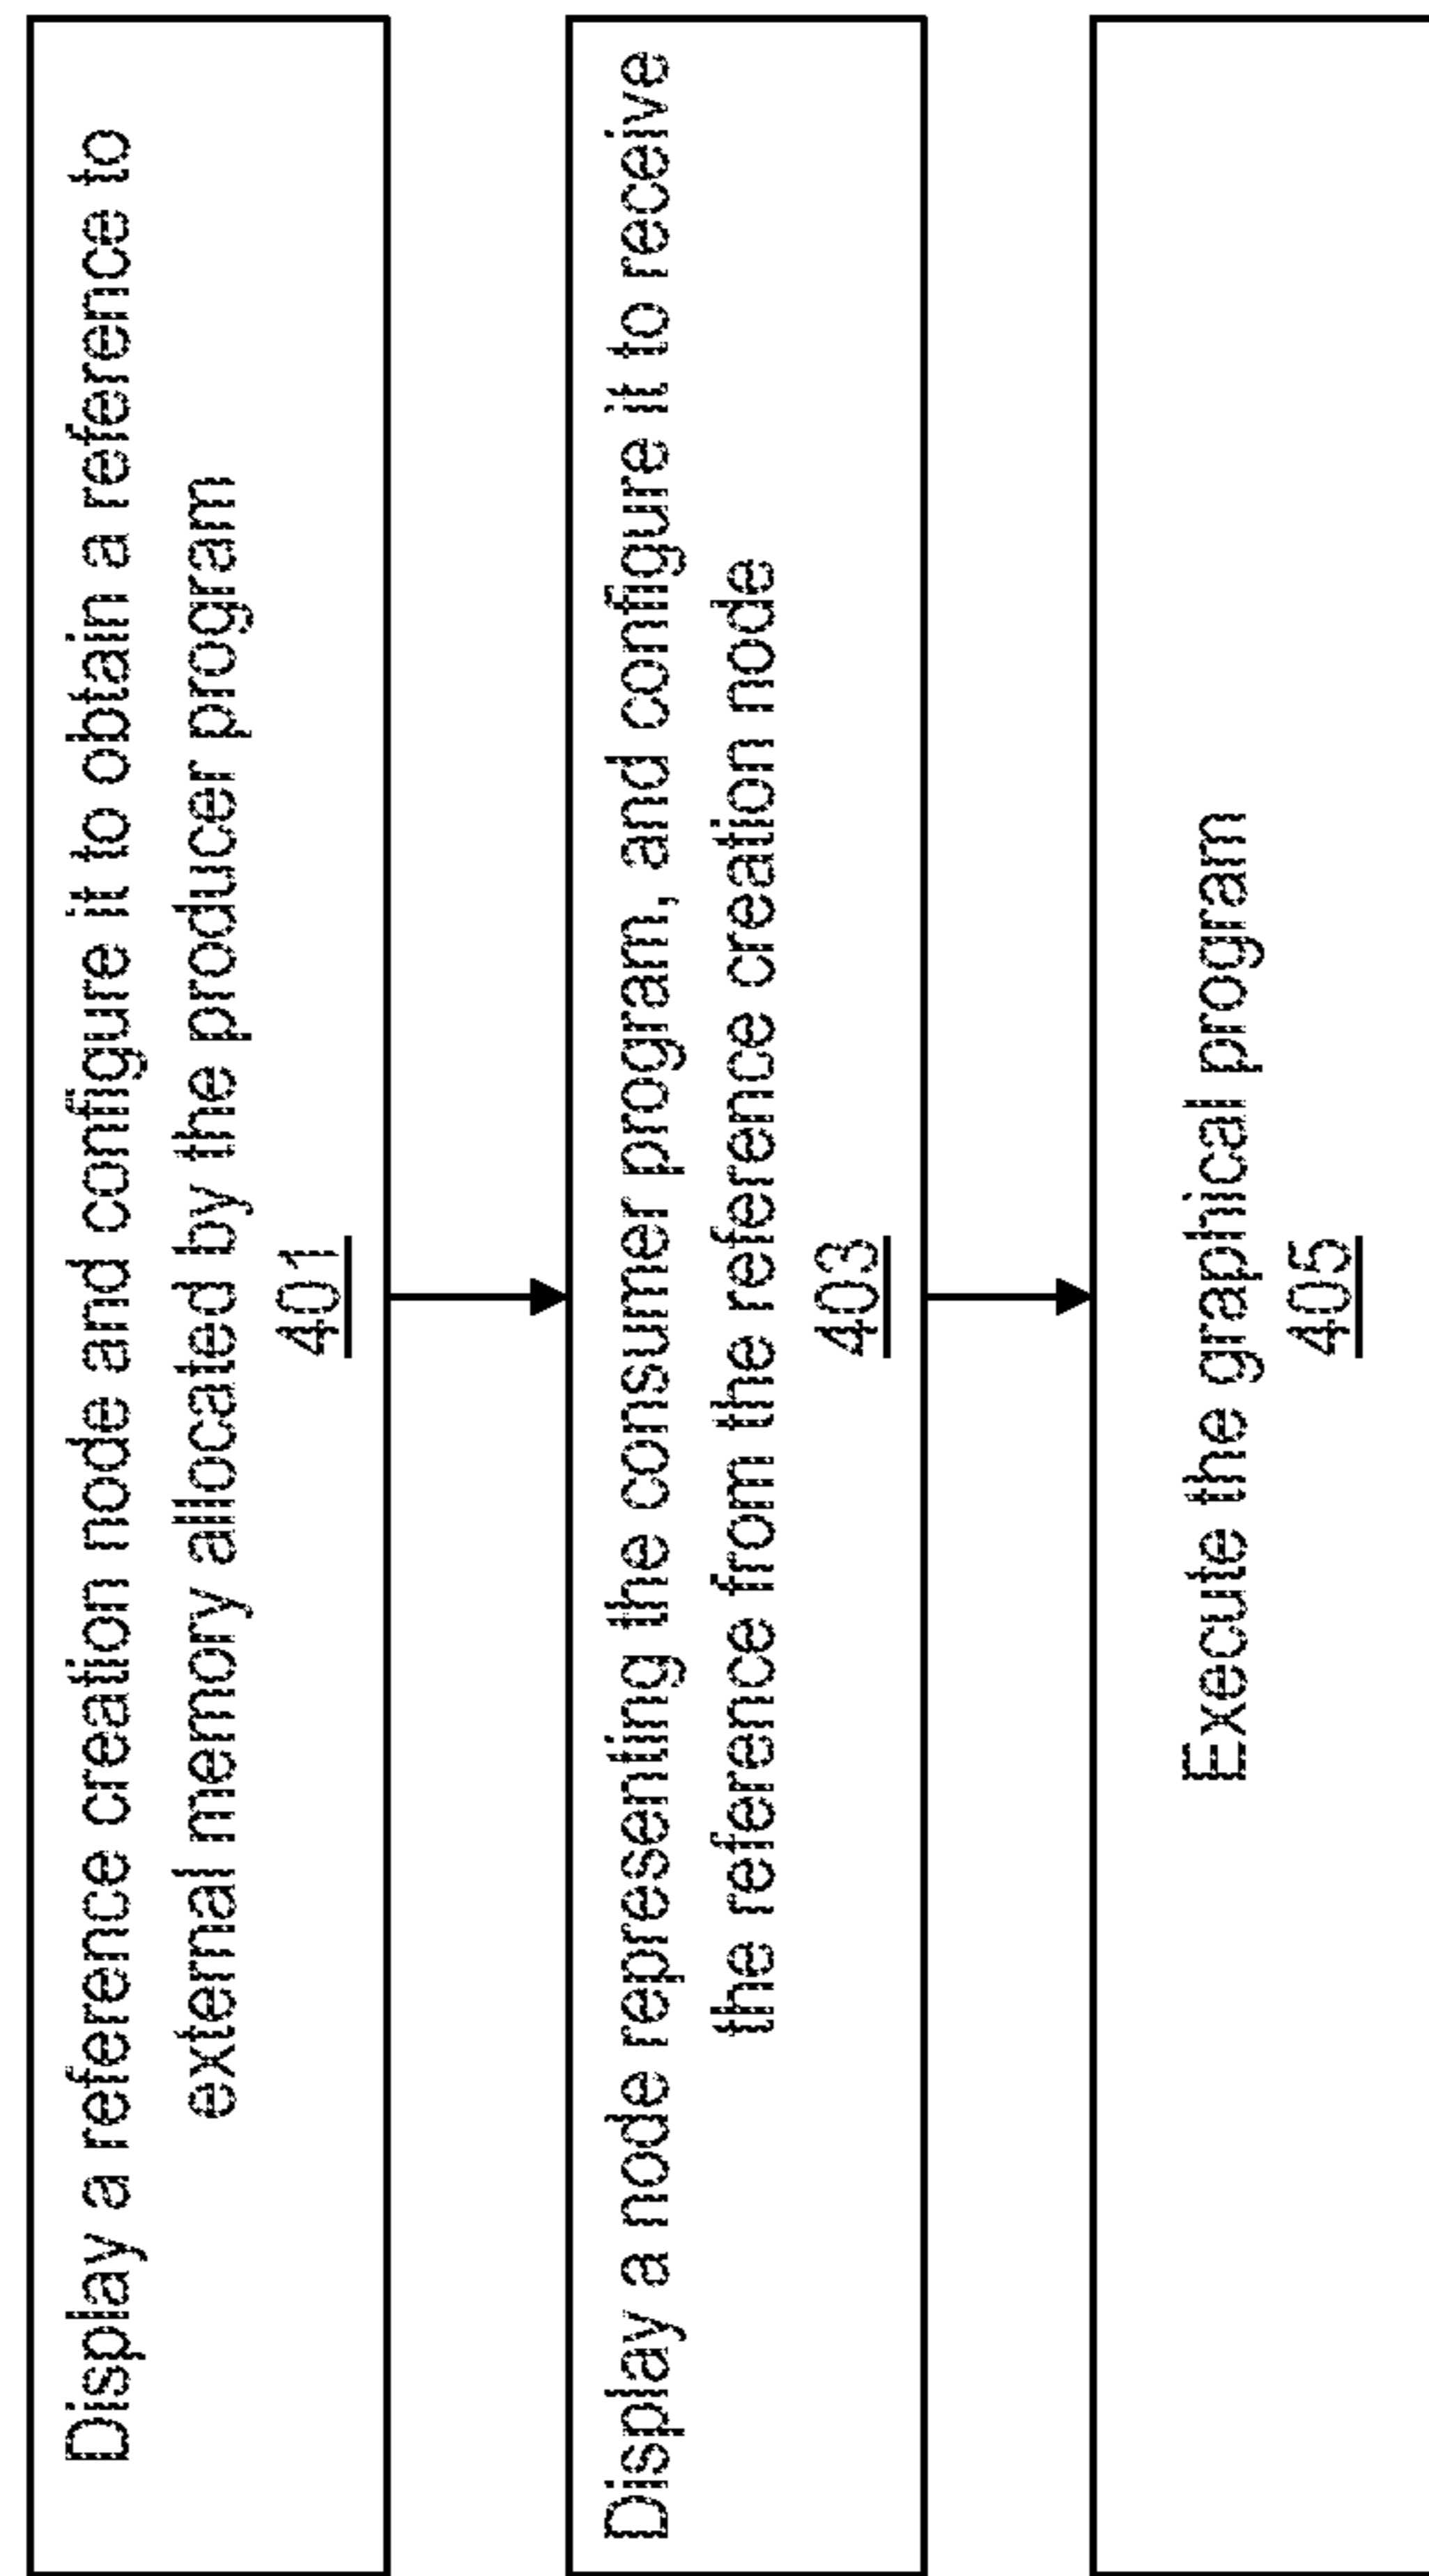 Display a reference creation node and configure it to obtain a reference to
external memory allocated by the producer program
401
Display a node representing the consumer program, and configure it to receive
the reference from the reference creation node
403
Execute the graphical program
405